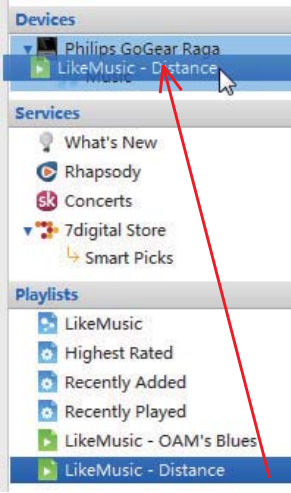 Devices
Philips GoGear Raga
LikeMusic - Distance
Music
Services
What's New
Rhapsody
sk Concerts
7digital Store
Smart Picks
Playlists
LikeMusic
Highest Rated
Recently Added
Recently Played
LikeMusic - OAM's Blues
LikeMusic - Distance